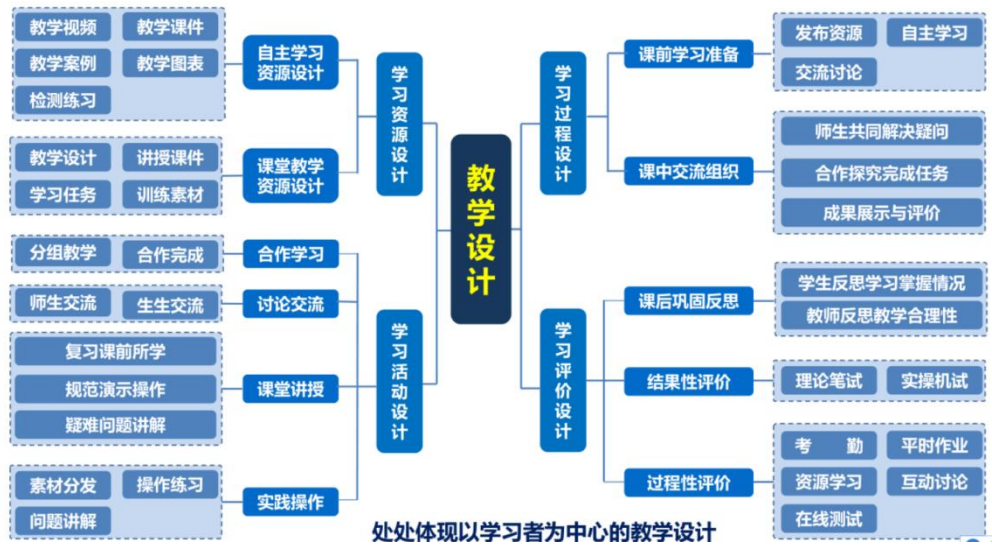 教学视频
教学课件
教学案例
教学图表
检测练习
自主学习
资源设计
教学设计
讲授课件
学习任务
训练素材
课堂教学
资源设计
学习资源设计
分组教学
合作完成
合作学习
师生交流
生生交流
讨论交流
复习课前所学
规范演示操作
疑难问题讲解
课堂讲授
素材分发
操作练习
问题讲解
实践操作
学习活动设计
教学设计
学习过程设计
课前学习准备
发布资源
自主学习
交流讨论
课中交流组织
师生共同解决疑问
合作探究完成任务
成果展示与评价
学习评价设计
课后巩固反思
学生反思学习掌握情况
教师反思教学合理性
结果性评价
理论笔试
实操机试
过程性评价
考 勤
平时作业
资源学习
互动讨论
在线测试
处处体现以学习者为中心的教学设计